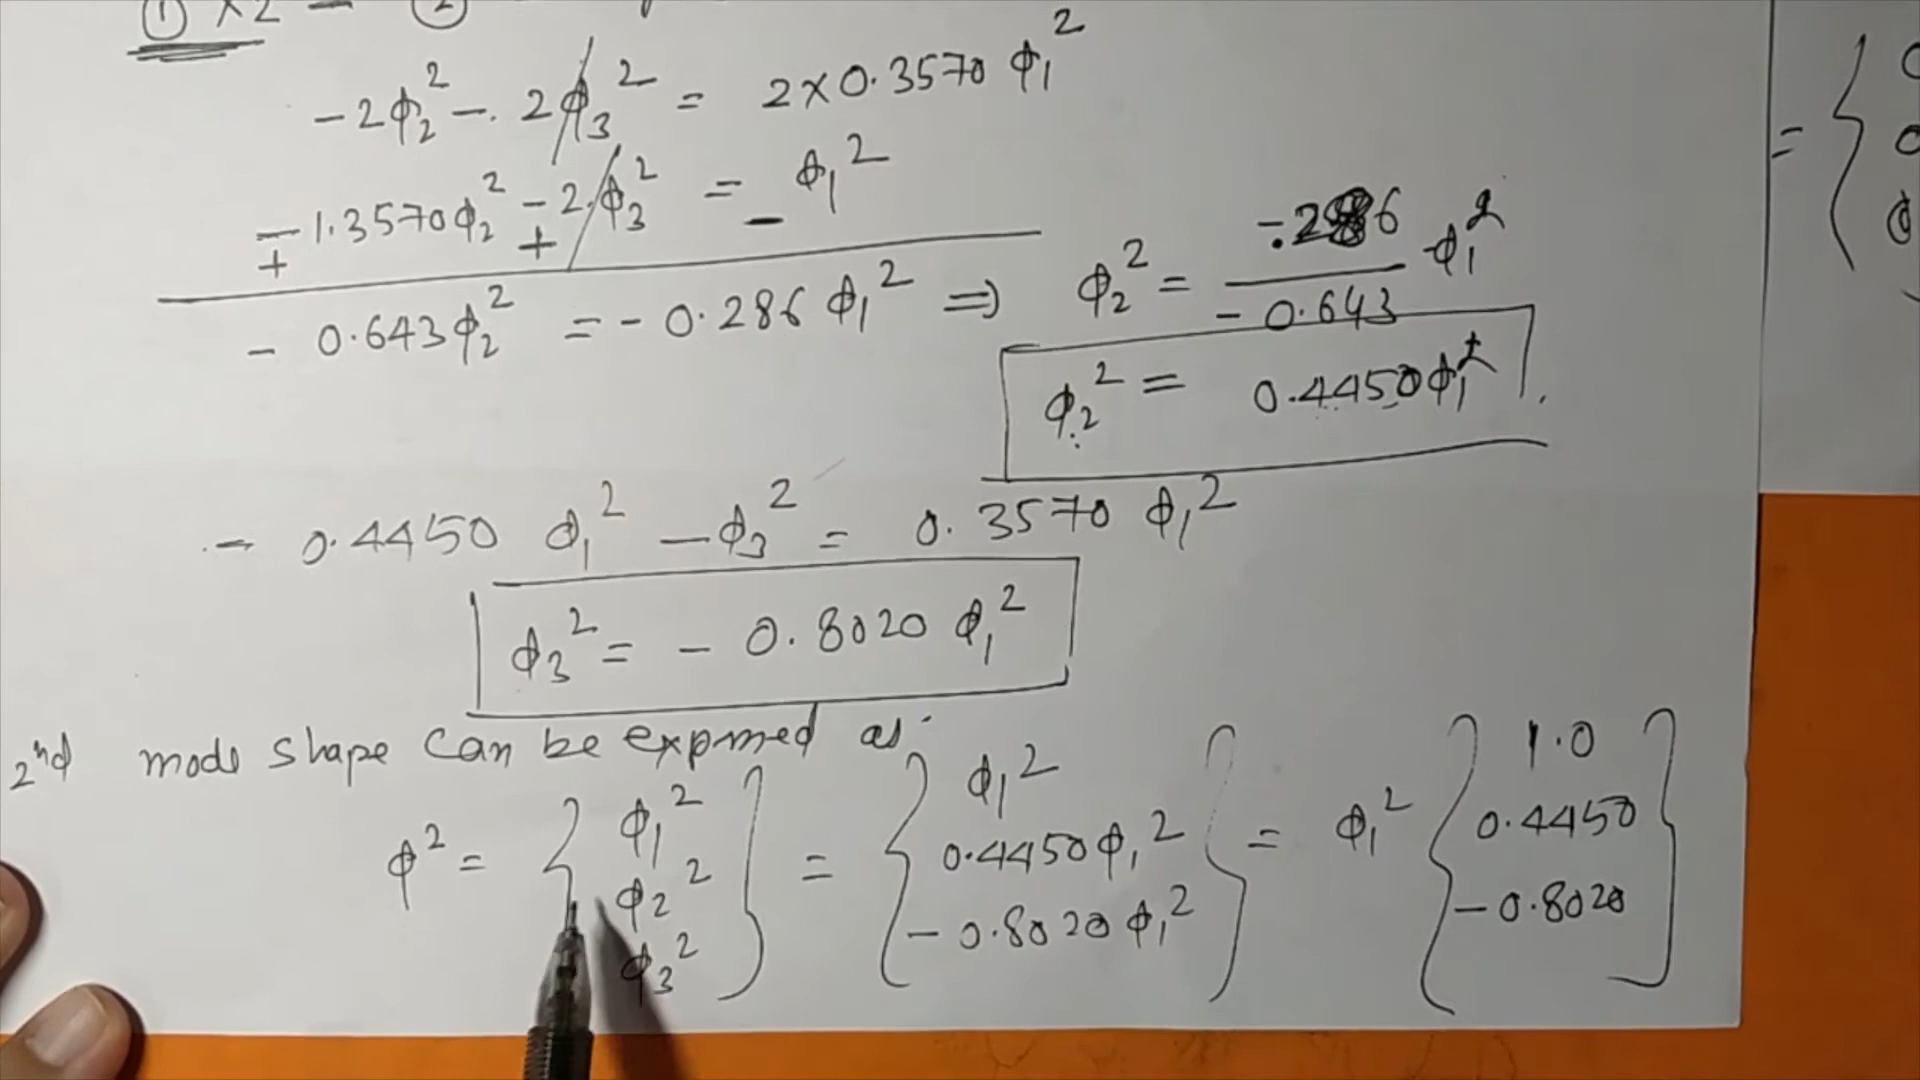 ① × 2 − ②
−2ϕ₂² − 2ϕ₃² = 2×0.3570 ϕ₁²
−1.3570ϕ₂² − 2.ϕ₃² = ϕ₁²
+ + −
− 0.643ϕ₂² = − 0.286 ϕ₁² ⇒ ϕ₂² = -.286/− 0.643 ϕ₁²
ϕ₂² = 0.4450ϕ₁²
− 0.4450 ϕ₁² − ϕ₃² = 0.3570 ϕ₁²
ϕ₃² = − 0.8020 ϕ₁²
2nd mode shape can be expressed as
ϕ² = { ϕ₁² ϕ₂² ϕ₃² } = { ϕ₁² 0.4450ϕ₁² − 0.8020ϕ₁² } = ϕ₁² { 1.0 0.4450 −0.8020 }
= {